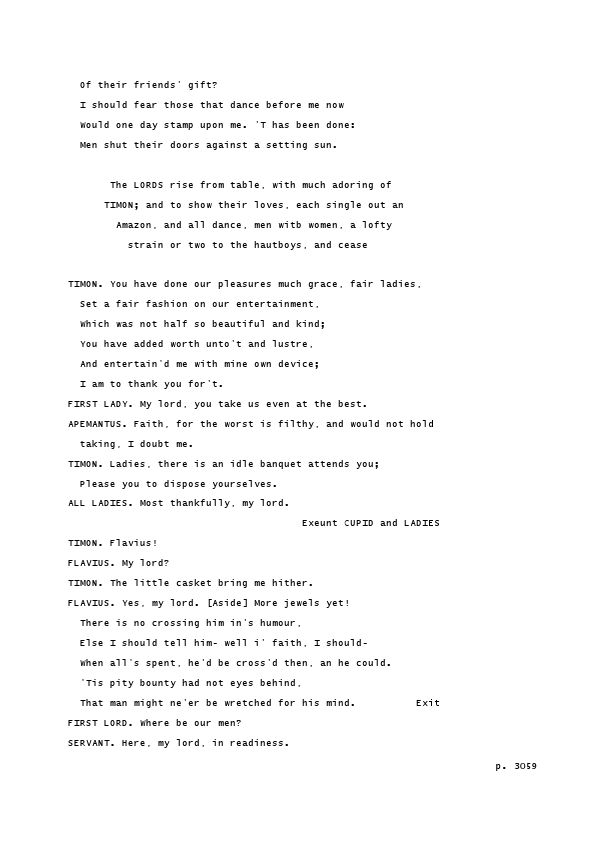 Of their friends' gift?
I should fear those that dance before me now
Would one day stamp upon me. 'T has been done:
Men shut their doors against a setting sun.
The LORDS rise from table, with much adoring of
TIMON; and to show their loves, each single out an
Amazon, and all dance, men witb women, a lofty
strain or two to the hautboys, and cease
TIMON. You have done our pleasures much grace, fair ladies,
Set a fair fashion on our entertainment,
Which was not half so beautiful and kind;
You have added worth unto't and lustre,
And entertain'd me with mine own device;
I am to thank you for't.
FIRST LADY. My lord, you take us even at the best.
APEMANTUS. Faith, for the worst is filthy, and would not hold
taking, I doubt me.
TIMON. Ladies, there is an idle banquet attends you;
Please you to dispose yourselves.
ALL LADIES. Most thankfully, my lord.
Exeunt CUPID and LADIES
TIMON. Flavius!
FLAVIUS. My lord?
TIMON. The little casket bring me hither.
FLAVIUS. Yes, my lord. [Aside] More jewels yet!
There is no crossing him in's humour,
Else I should tell him- well i' faith, I should-
When all's spent, he'd be cross'd then, an he could.
'Tis pity bounty had not eyes behind,
That man might ne'er be wretched for his mind. Exit
FIRST LORD. Where be our men?
SERVANT. Here, my lord, in readiness.
p. 3059